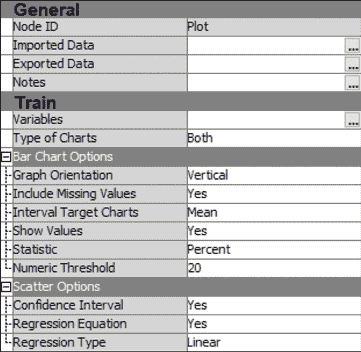 General
Node ID Plot
Imported Data ...
Exported Data ...
Notes ...
Train
Variables ...
Type of Charts Both
Bar Chart Options
Graph Orientation Vertical
Include Missing Values Yes
Interval Target Charts Mean
Show Values Yes
Statistic Percent
Numeric Threshold 20
Scatter Options
Confidence Interval Yes
Regression Equation Yes
Regression Type Linear